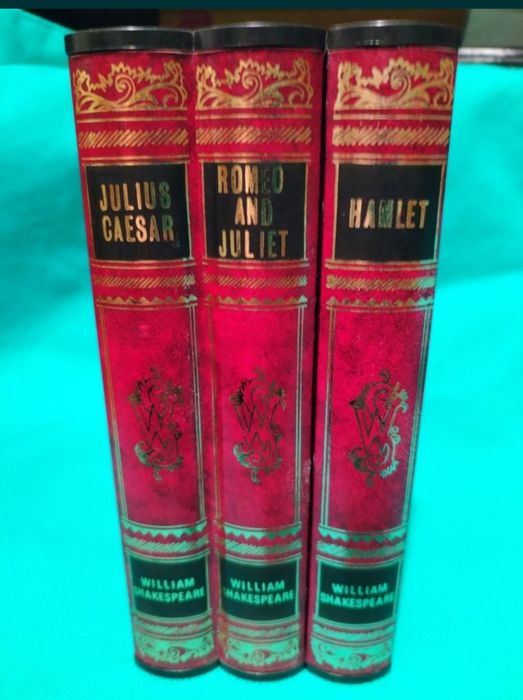 JULIUS
CAESAR
WILLIAM
SHAKESPEARE
ROMEO
AND
JULIET
WILLIAM
SHAKESPEARE
HAMLET
WILLIAM
SHAKESPEARE